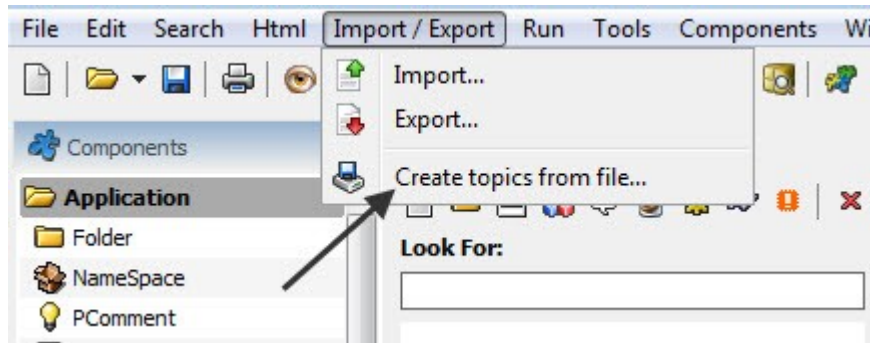 File Edit Search Html Import / Export Run Tools Components Wi
Import...
Export...
Components
Create topics from file...
Application
Folder
Look For:
NameSpace
PComment